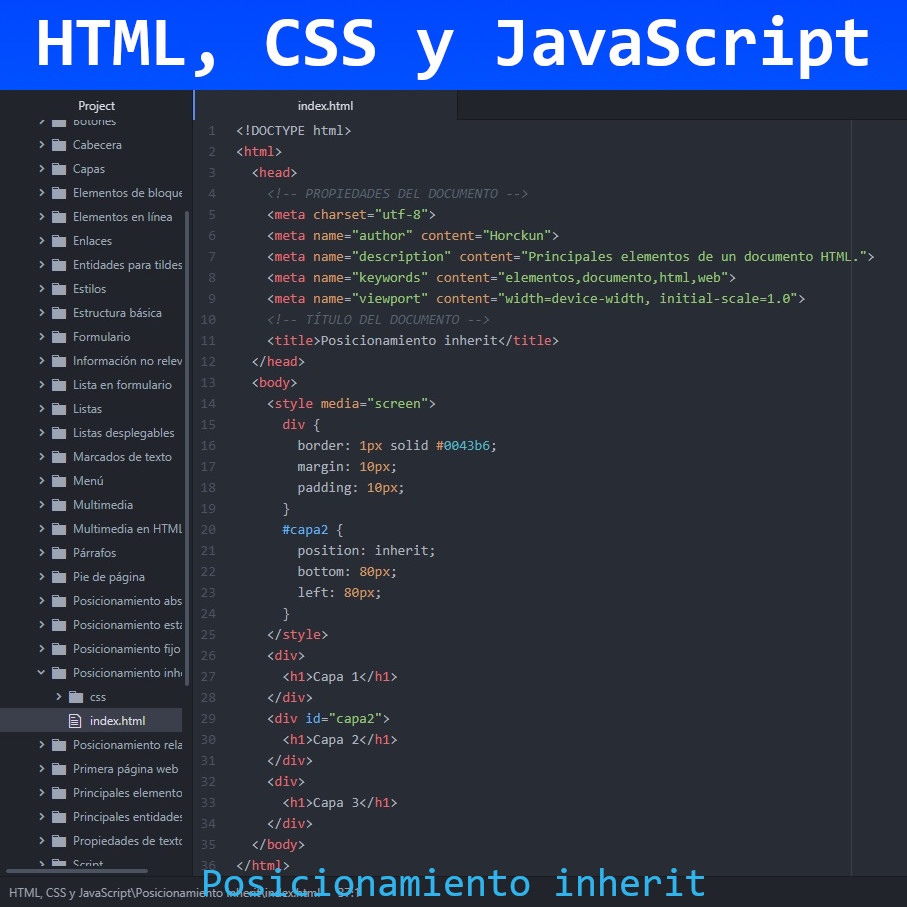 HTML, CSS y JavaScript
Project
index.html
Botones
Cabecera
Capas
Elementos de bloque
Elementos en línea
Enlaces
Entidades para tildes
Estilos
Estructura básica
Formulario
Información no relev
Lista en formulario
Listas
Listas desplegables
Marcados de texto
Menú
Multimedia
Multimedia en HTML
Párrafos
Pie de página
Posicionamiento abs
Posicionamiento está
Posicionamiento fijo
Posicionamiento inhe
css
index.html
Posicionamiento rela
Primera página web
Principales elemento
Principales entidades
Propiedades de texto
Script
1 <!DOCTYPE html>
2 <html>
3 <head>
4 <!-- PROPIEDADES DEL DOCUMENTO -->
5 <meta charset="utf-8">
6 <meta name="author" content="Horckun">
7 <meta name="description" content="Principales elementos de un documento HTML.">
8 <meta name="keywords" content="elementos,documento,html,web">
9 <meta name="viewport" content="width=device-width, initial-scale=1.0">
10 <!-- TÍTULO DEL DOCUMENTO -->
11 <title>Posicionamiento inherit</title>
12 </head>
13 <body>
14 <style media="screen">
15 div {
16 border: 1px solid #0043b6;
17 margin: 10px;
18 padding: 10px;
19 }
20 #capa2 {
21 position: inherit;
22 bottom: 80px;
23 left: 80px;
24 }
25 </style>
26 <div>
27 <h1>Capa 1</h1>
28 </div>
29 <div id="capa2">
30 <h1>Capa 2</h1>
31 </div>
32 <div>
33 <h1>Capa 3</h1>
34 </div>
35 </body>
36 </html>
HTML, CSS y JavaScript\Posicionamiento inherit\index.html 37:1
Posicionamiento inherit